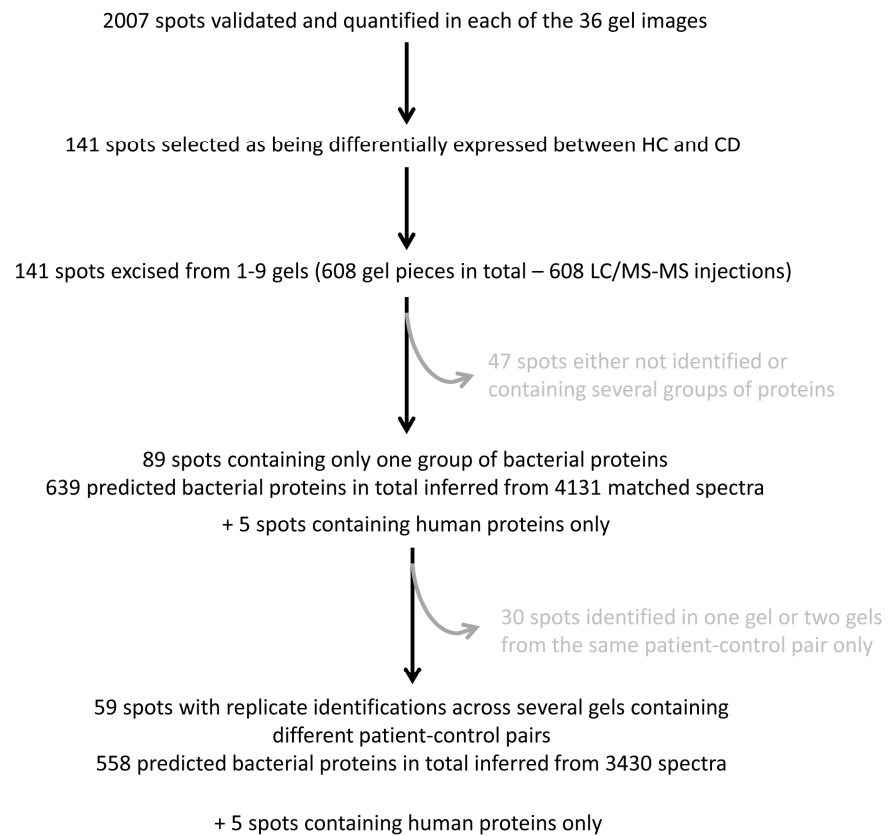 2007 spots validated and quantified in each of the 36 gel images
141 spots selected as being differentially expressed between HC and CD
141 spots excised from 1-9 gels (608 gel pieces in total – 608 LC/MS-MS injections)
47 spots either not identified or
containing several groups of proteins
89 spots containing only one group of bacterial proteins
639 predicted bacterial proteins in total inferred from 4131 matched spectra
+ 5 spots containing human proteins only
30 spots identified in one gel or two gels
from the same patient-control pair only
59 spots with replicate identifications across several gels containing
different patient-control pairs
558 predicted bacterial proteins in total inferred from 3430 spectra
+ 5 spots containing human proteins only